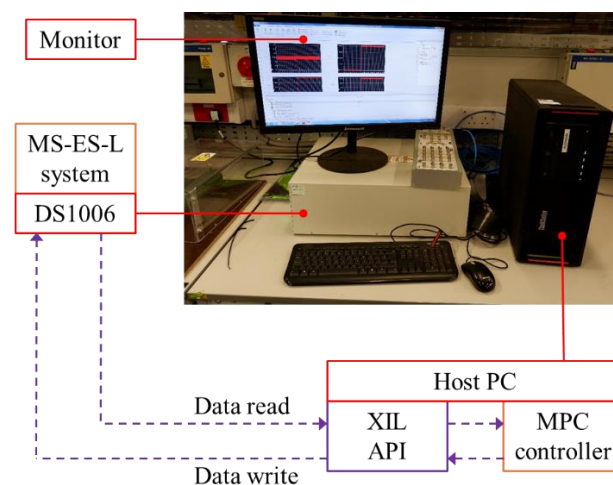 Monitor
MS-ES-L
system
DS1006
Host PC
Data read
XIL
API
MPC
controller
Data write